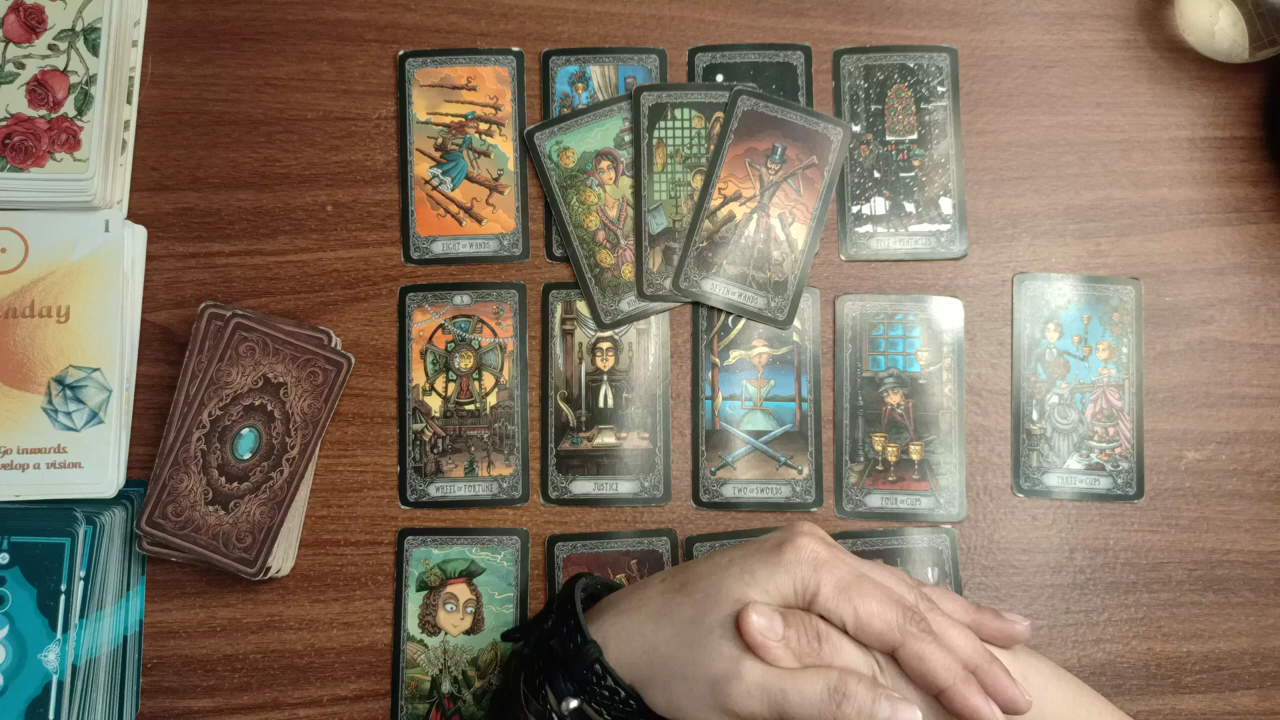 EIGHT OF WANDS
FIVE OF PENTACLES
SEVEN OF WANDS
1
nday
Go inwards.
velop a vision.
X
WHEEL OF FORTUNE
JUSTICE
TWO OF SWORDS
FOUR OF CUPS
THREE OF CUPS